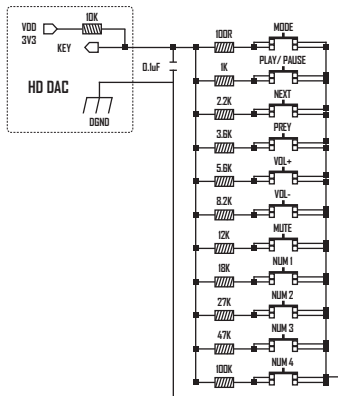 10K
VDD
3V3
KEY
HD DAC
DGND
0.1uF
100R
MODE
1K
PLAY/ PAUSE
2.2K
NEXT
3.6K
PREY
5.6K
VOL+
8.2K
VOL-
12K
MUTE
18K
NUM 1
27K
NUM 2
47K
NUM 3
100K
NUM 4